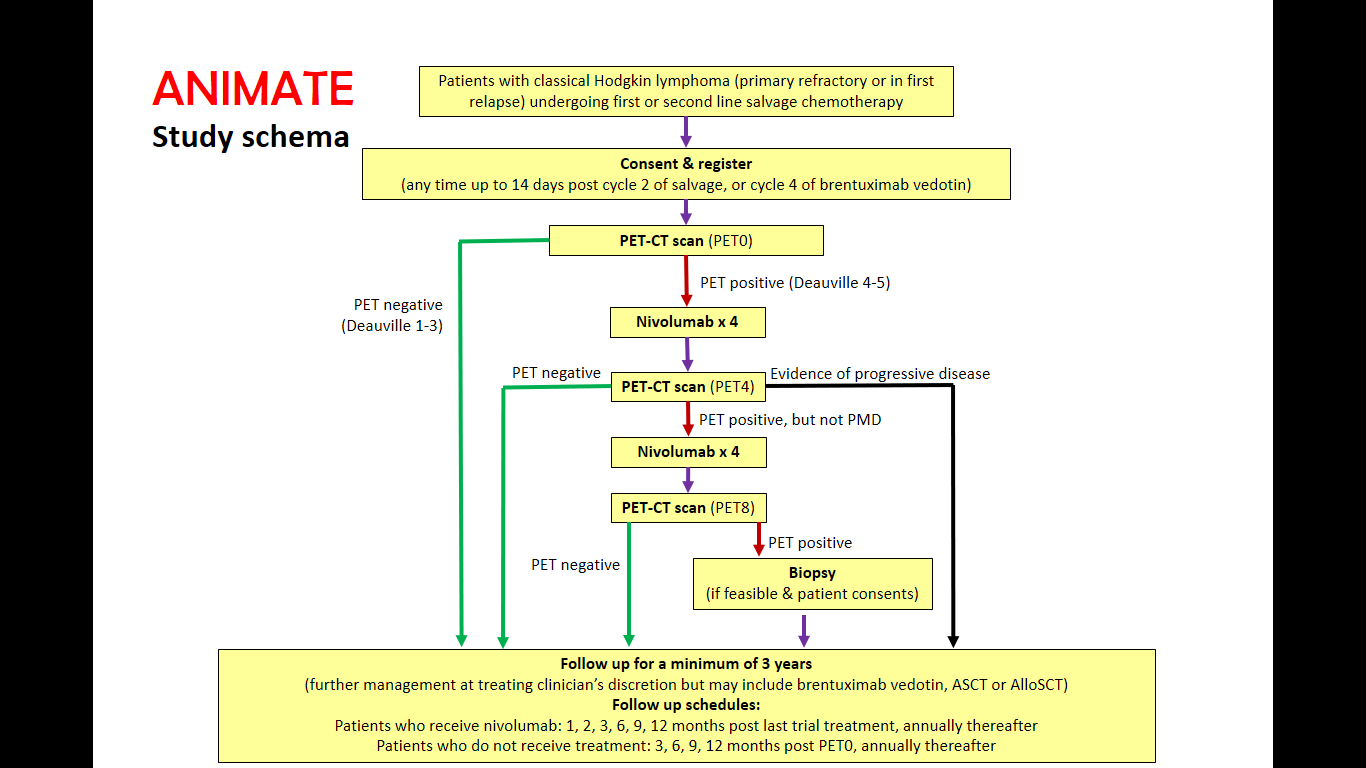 ANIMATE
Study schema
Patients with classical Hodgkin lymphoma (primary refractory or in first
relapse) undergoing first or second line salvage chemotherapy
Consent & register
(any time up to 14 days post cycle 2 of salvage, or cycle 4 of brentuximab vedotin)
PET-CT scan (PET0)
PET positive (Deauville 4-5)
PET negative
(Deauville 1-3)
Nivolumab x 4
PET negative
PET-CT scan (PET4)
Evidence of progressive disease
PET positive, but not PMD
Nivolumab x 4
PET-CT scan (PET8)
PET positive
PET negative
Biopsy
(if feasible & patient consents)
Follow up for a minimum of 3 years
(further management at treating clinician’s discretion but may include brentuximab vedotin, ASCT or AlloSCT)
Follow up schedules:
Patients who receive nivolumab: 1, 2, 3, 6, 9, 12 months post last trial treatment, annually thereafter
Patients who do not receive treatment: 3, 6, 9, 12 months post PET0, annually thereafter